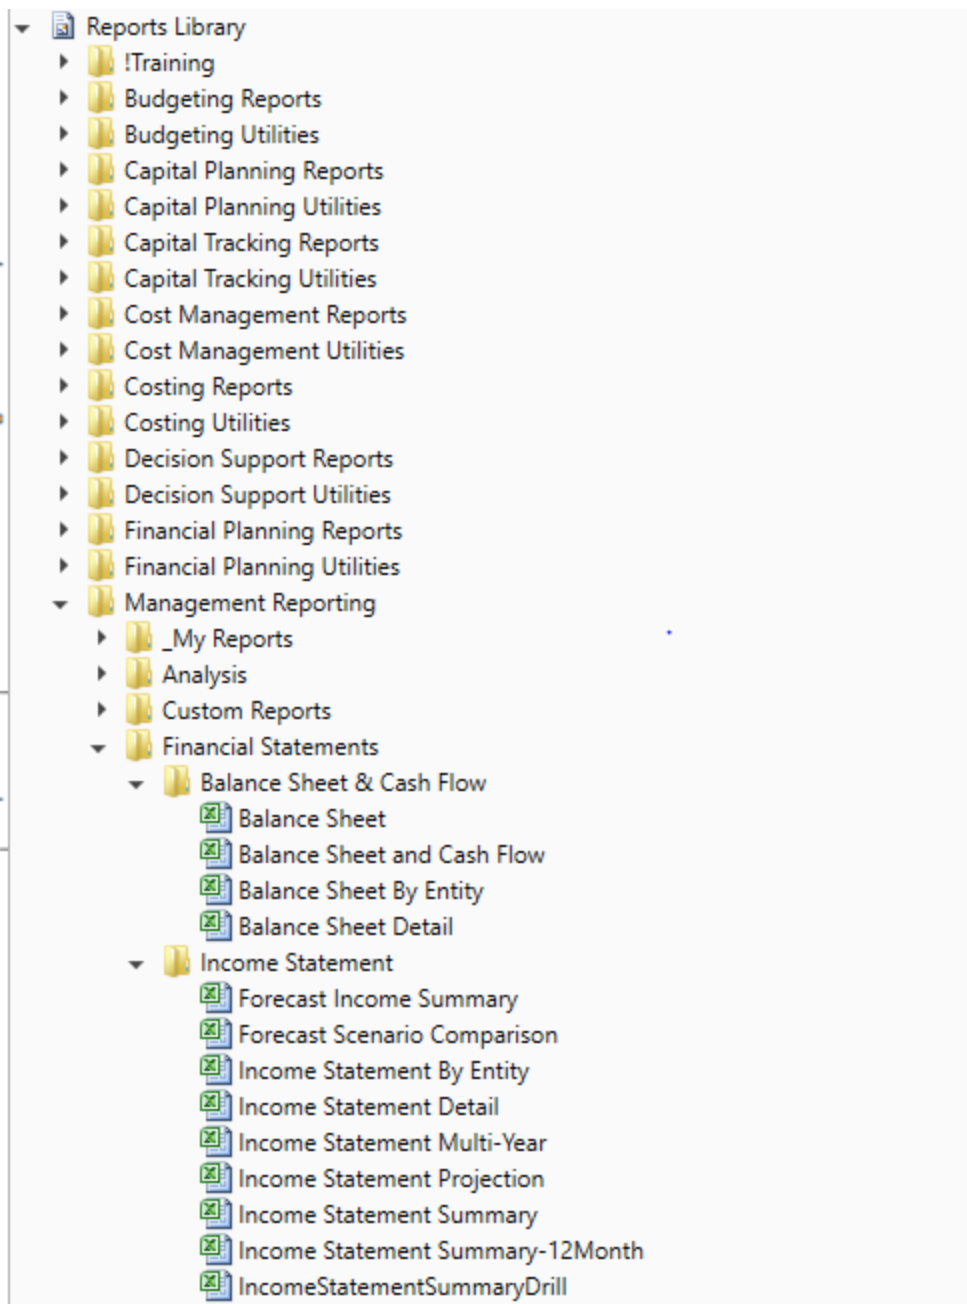 Reports Library
!Training
Budgeting Reports
Budgeting Utilities
Capital Planning Reports
Capital Planning Utilities
Capital Tracking Reports
Capital Tracking Utilities
Cost Management Reports
Cost Management Utilities
Costing Reports
Costing Utilities
Decision Support Reports
Decision Support Utilities
Financial Planning Reports
Financial Planning Utilities
Management Reporting
_My Reports
Analysis
Custom Reports
Financial Statements
Balance Sheet & Cash Flow
Balance Sheet
Balance Sheet and Cash Flow
Balance Sheet By Entity
Balance Sheet Detail
Income Statement
Forecast Income Summary
Forecast Scenario Comparison
Income Statement By Entity
Income Statement Detail
Income Statement Multi-Year
Income Statement Projection
Income Statement Summary
Income Statement Summary-12Month
IncomeStatementSummaryDrill